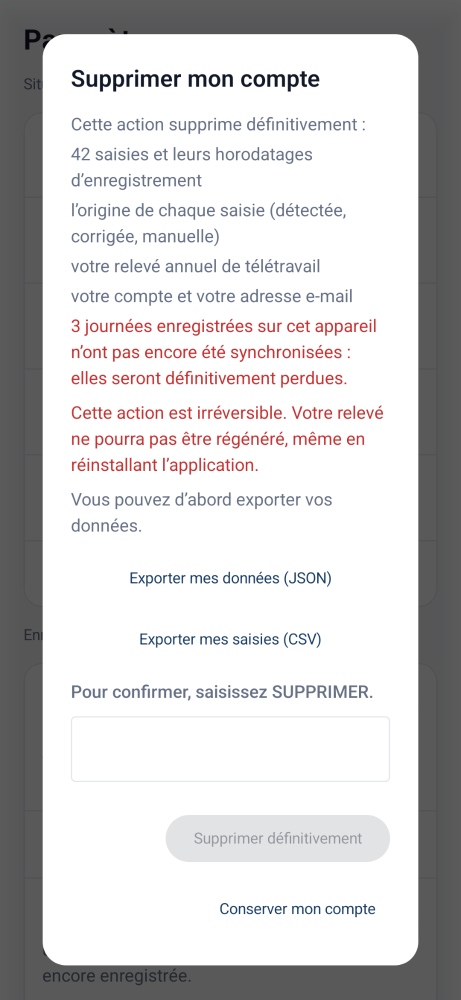 Supprimer mon compte
Cette action supprime définitivement :
42 saisies et leurs horodatages
d’enregistrement
l’origine de chaque saisie (détectée,
corrigée, manuelle)
votre relevé annuel de télétravail
votre compte et votre adresse e-mail
3 journées enregistrées sur cet appareil
n’ont pas encore été synchronisées :
elles seront définitivement perdues.
Cette action est irréversible. Votre relevé
ne pourra pas être régénéré, même en
réinstallant l’application.
Vous pouvez d’abord exporter vos
données.
Exporter mes données (JSON)
Exporter mes saisies (CSV)
Pour confirmer, saisissez SUPPRIMER.
Supprimer définitivement
Conserver mon compte
encore enregistrée.